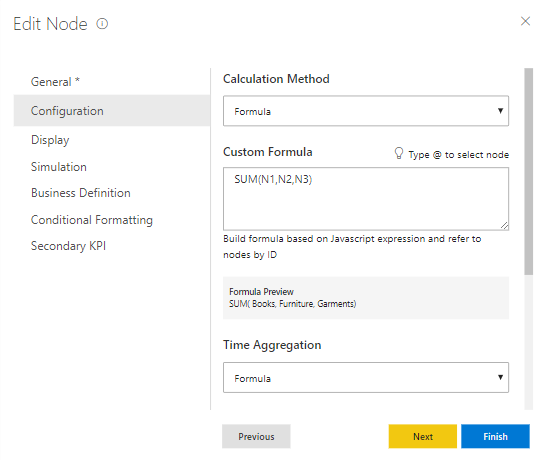 Edit Node
General *
Configuration
Display
Simulation
Business Definition
Conditional Formatting
Secondary KPI
Calculation Method
Formula
Custom Formula
Type @ to select node
SUM(N1,N2,N3)
Build formula based on Javascript expression and refer to
nodes by ID
Formula Preview
SUM( Books, Furniture, Garments)
Time Aggregation
Formula
Previous
Next
Finish